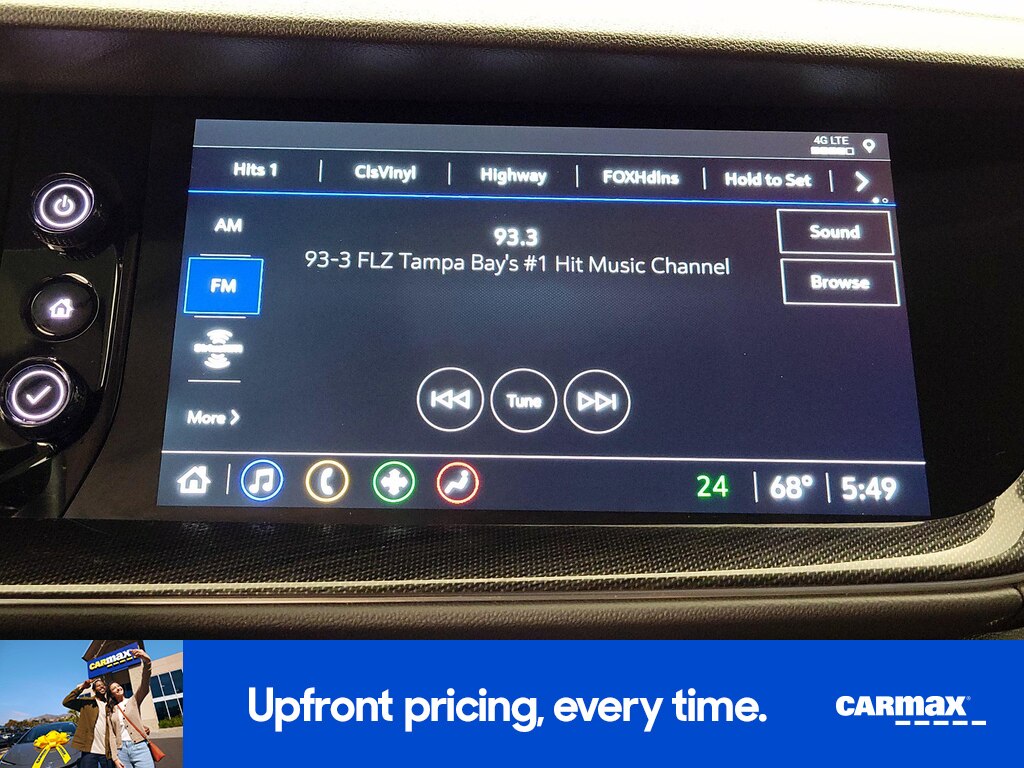 4G LTE
Hits 1 ClsVinyl Highway FOXHdlns Hold to Set
AM
93.3
Sound
93-3 FLZ Tampa Bay's #1 Hit Music Channel
FM
Browse
Tune
More
24 68° 5:49
CARMAX
Upfront pricing, every time.
CARMAX